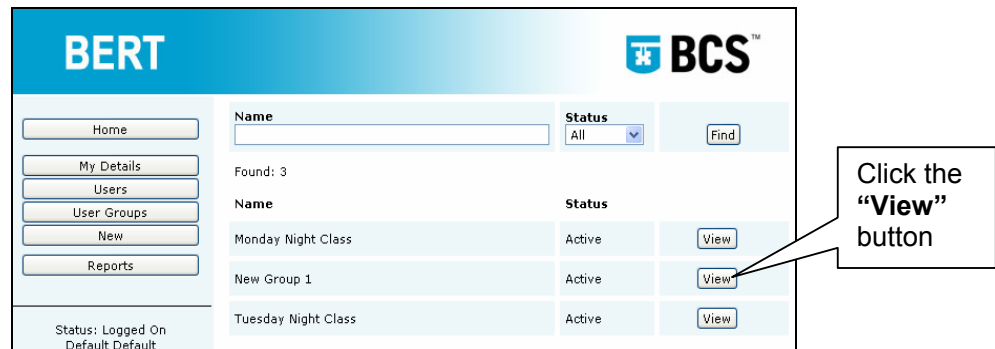 BERT
BCS™
Home
My Details
Users
User Groups
New
Reports
Status: Logged On
Default Default
Name Status
All Find
Found: 3
Name Status
Monday Night Class Active View
New Group 1 Active View
Tuesday Night Class Active View
Click the
“View”
button